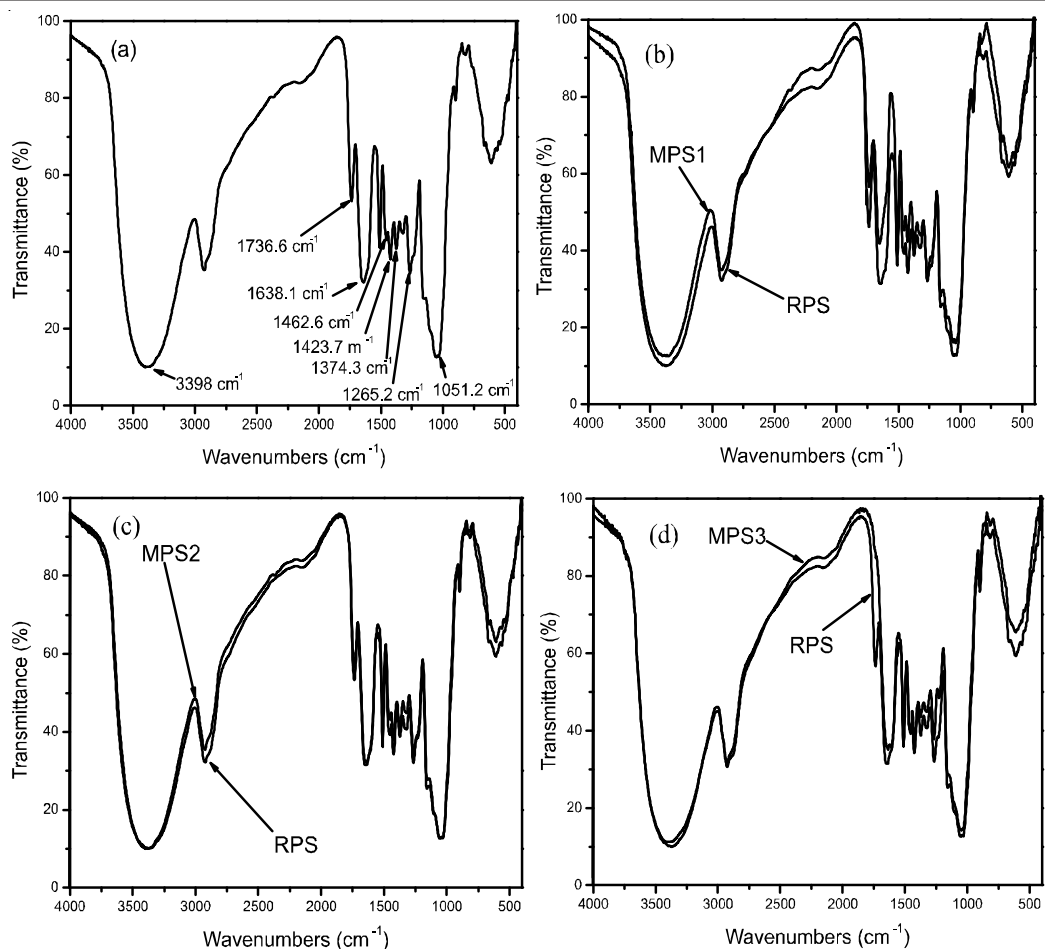 (a)
100
80
60
40
20
0
Transmittance (%)
1736.6 cm⁻¹
1638.1 cm⁻¹
1462.6 cm⁻¹
1423.7 m⁻¹
1374.3 cm⁻¹
1265.2 cm⁻¹
1051.2 cm⁻¹
3398 cm⁻¹
4000 3500 3000 2500 2000 1500 1000 500
Wavenumbers (cm⁻¹)
(b)
100
80
60
40
20
0
Transmittance (%)
MPS1
RPS
4000 3500 3000 2500 2000 1500 1000 500
Wavenumbers (cm⁻¹)
(c)
100
80
60
40
20
0
Transmittance (%)
MPS2
RPS
4000 3500 3000 2500 2000 1500 1000 500
Wavenumbers (cm⁻¹)
(d)
100
80
60
40
20
0
Transmittance (%)
MPS3
RPS
4000 3500 3000 2500 2000 1500 1000 500
Wavenumbers (cm⁻¹)